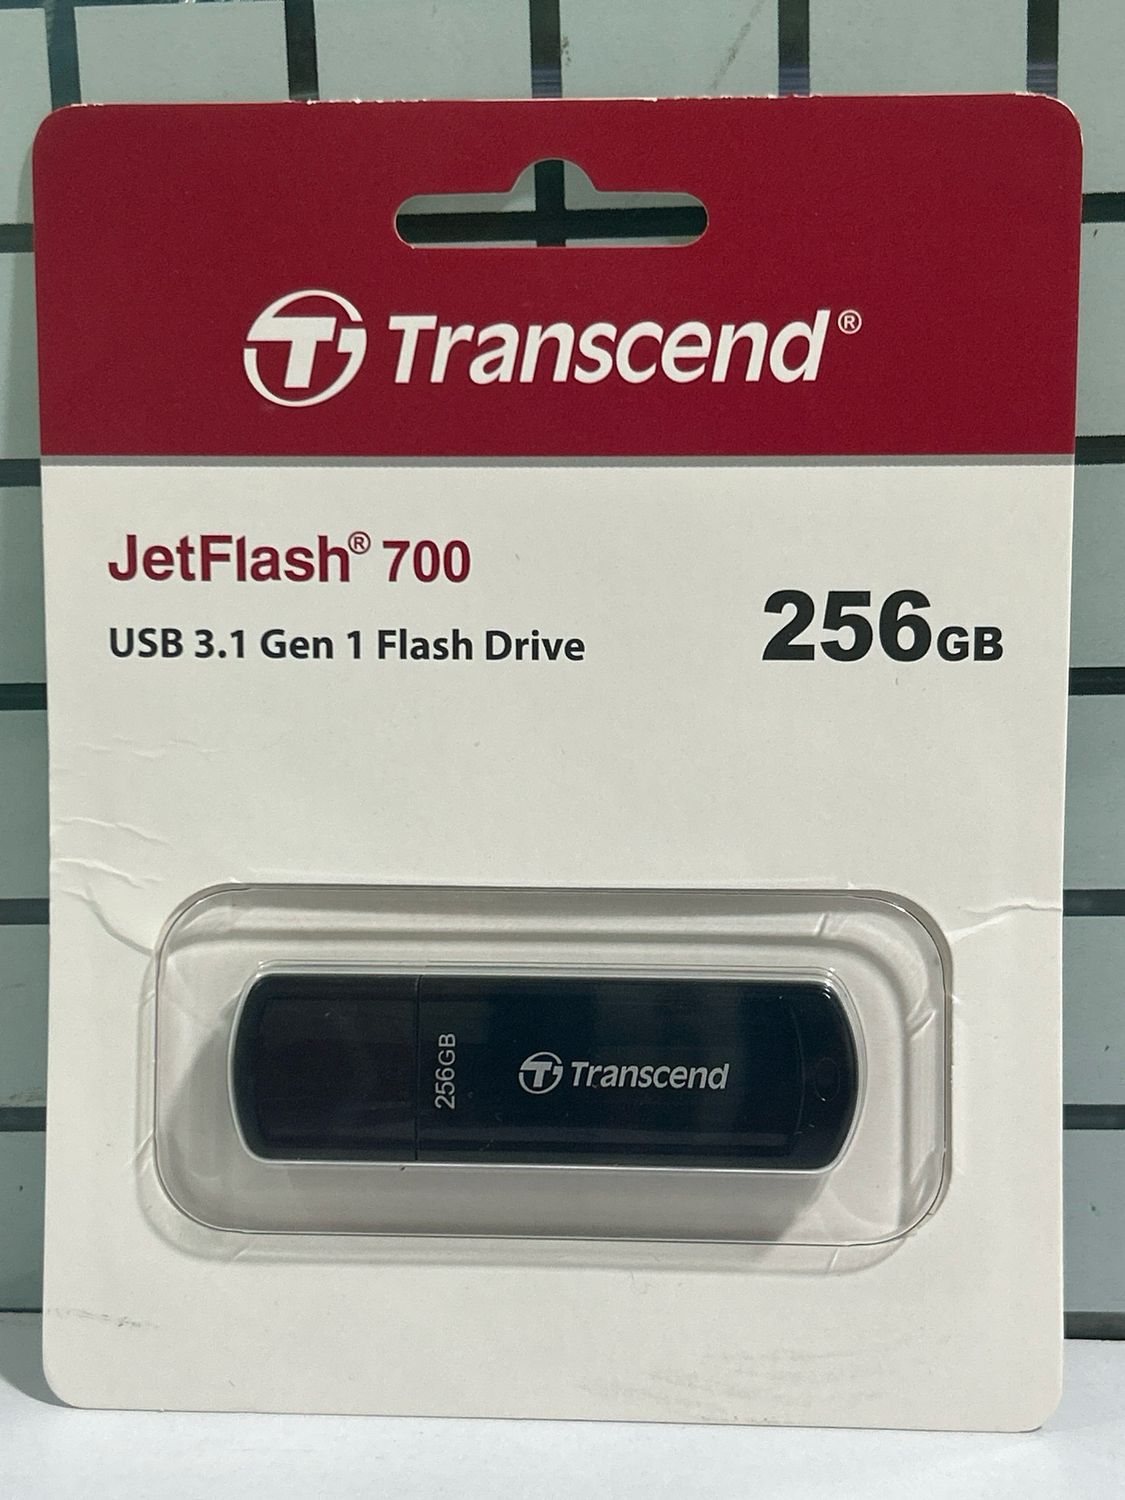 Transcend®
JetFlash® 700
USB 3.1 Gen 1 Flash Drive
256GB
256GB
Transcend